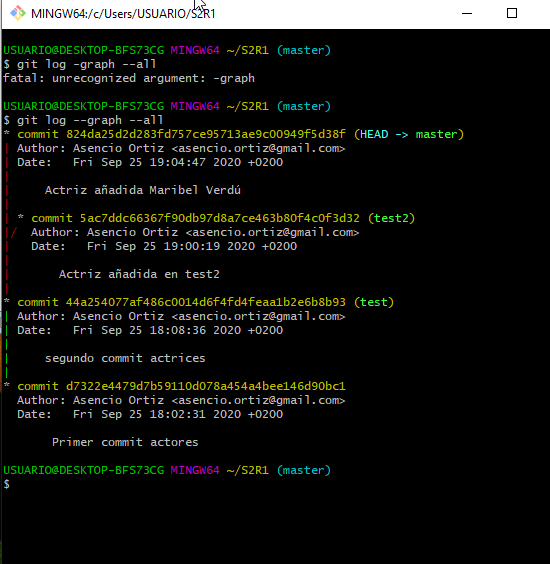 MINGW64:/c/Users/USUARIO/S2R1
USUARIO@DESKTOP-BFS73CG MINGW64 ~/S2R1 (master)
$ git log -graph --all
fatal: unrecognized argument: -graph
USUARIO@DESKTOP-BFS73CG MINGW64 ~/S2R1 (master)
$ git log --graph --all
* commit 824da25d2d283fd757ce95713ae9c00949f5d38f (HEAD -> master)
| Author: Asencio Ortiz <asencio.ortiz@gmail.com>
| Date:   Fri Sep 25 19:04:47 2020 +0200
|
|     Actriz añadida Maribel Verdú
|
| * commit 5ac7ddc66367f90db97d8a7ce463b80f4c0f3d32 (test2)
|/  Author: Asencio Ortiz <asencio.ortiz@gmail.com>
|   Date:   Fri Sep 25 19:00:19 2020 +0200
|
|       Actriz añadida en test2
|
* commit 44a254077af486c0014d6f4fd4feaa1b2e6b8b93 (test)
| Author: Asencio Ortiz <asencio.ortiz@gmail.com>
| Date:   Fri Sep 25 18:08:36 2020 +0200
|
|     segundo commit actrices
|
* commit d7322e4479d7b59110d078a454a4bee146d90bc1
  Author: Asencio Ortiz <asencio.ortiz@gmail.com>
  Date:   Fri Sep 25 18:02:31 2020 +0200
       Primer commit actores
USUARIO@DESKTOP-BFS73CG MINGW64 ~/S2R1 (master)
$